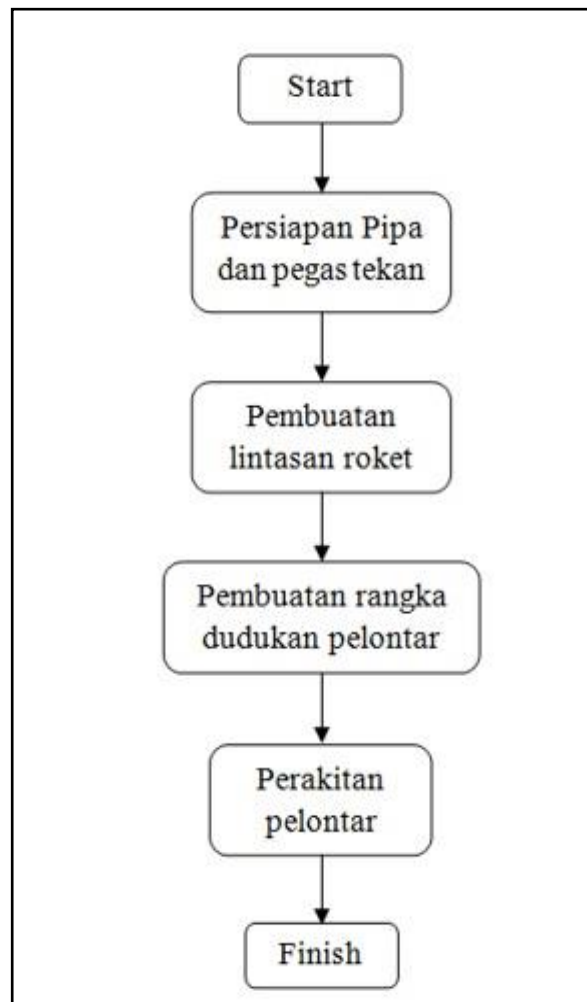 Start
Persiapan Pipa
dan pegas tekan
Pembuatan
lintasan roket
Pembuatan rangka
dudukan pelontar
Perakitan
pelontar
Finish